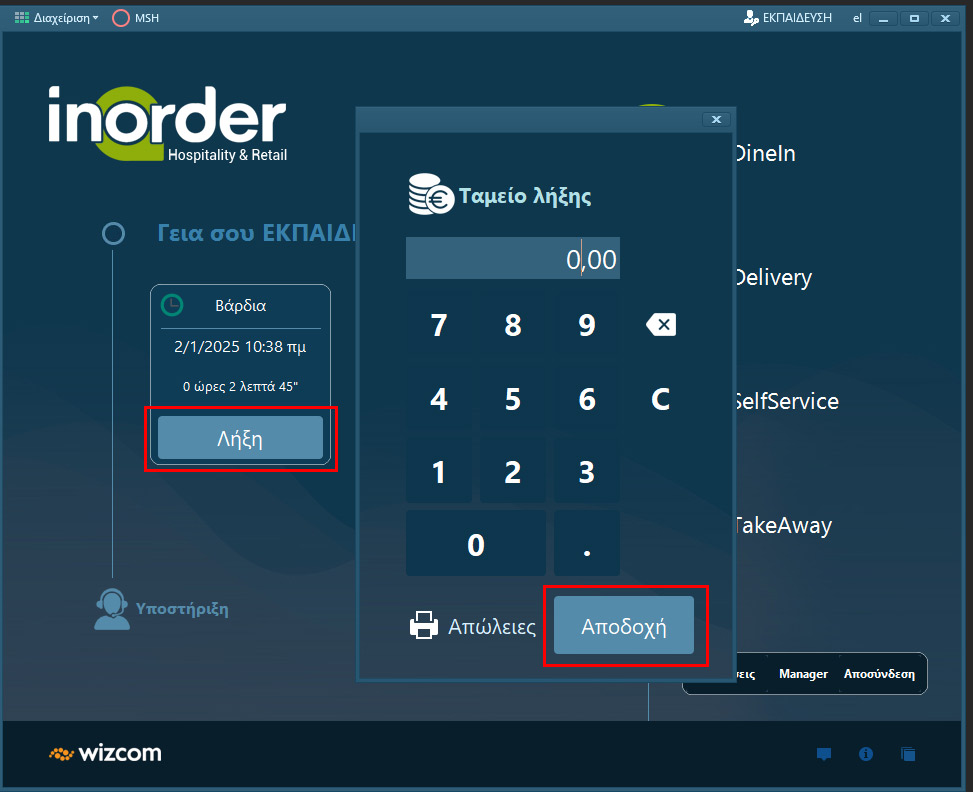 Διαχείριση MSH ΕΚΠΑΙΔΕΥΣΗ el
inorder
Hospitality & Retail
Γεια σου ΕΚΠΑΙΔΕ
Βάρδια
2/1/2025 10:38 πμ
0 ώρες 2 λεπτά 45"
Λήξη
Υποστήριξη
Ταμείο λήξης
0,00
7 8 9
4 5 6 C
1 2 3
0 .
Απώλειες Αποδοχή
DineIn
Delivery
SelfService
TakeAway
Manager Αποσύνδεση
wizcom